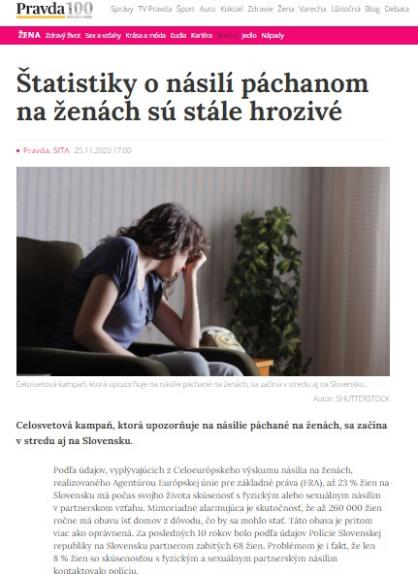 Pravda 100
Správy TV Pravda Šport Auto Koktail Zdravie Žena Varecha Užitočná Blog Debata
ŽENA Zdravý život Sex a vzťahy Krása a móda Ľudia Kariéra Rodina Jedlo Nápady
Štatistiky o násilí páchanom
na ženách sú stále hrozivé
Pravda, SITA 25.11.2020 17:00
Celosvetová kampaň, ktorá upozorňuje na násilie páchané na ženách, sa začína v stredu aj na Slovensku.
Autor: SHUTTERSTOCK
Celosvetová kampaň, ktorá upozorňuje na násilie páchané na ženách, sa začína
v stredu aj na Slovensku.
Podľa údajov, vyplývajúcich z Celoeurópskeho výskumu násilia na ženách,
realizovaného Agentúrou Európskej únie pre základné práva (FRA), až 23 % žien na
Slovensku má počas svojho života skúsenosť s fyzickým alebo sexuálnym násilím
v partnerskom vzťahu. Mimoriadne alarmujúca je skutočnosť, že až 260 000 žien
ročne má obavu ísť domov z dôvodu, čo by sa mohlo stať. Táto obava je pritom
viac ako oprávnená. Za posledných 10 rokov bolo podľa údajov Polície Slovenskej
republiky na Slovensku partnerom zabitých 68 žien. Problémom je i fakt, že len
8 % žien so skúsenosťou s fyzickým a sexuálnym partnerským násilím
kontaktovalo políciu.